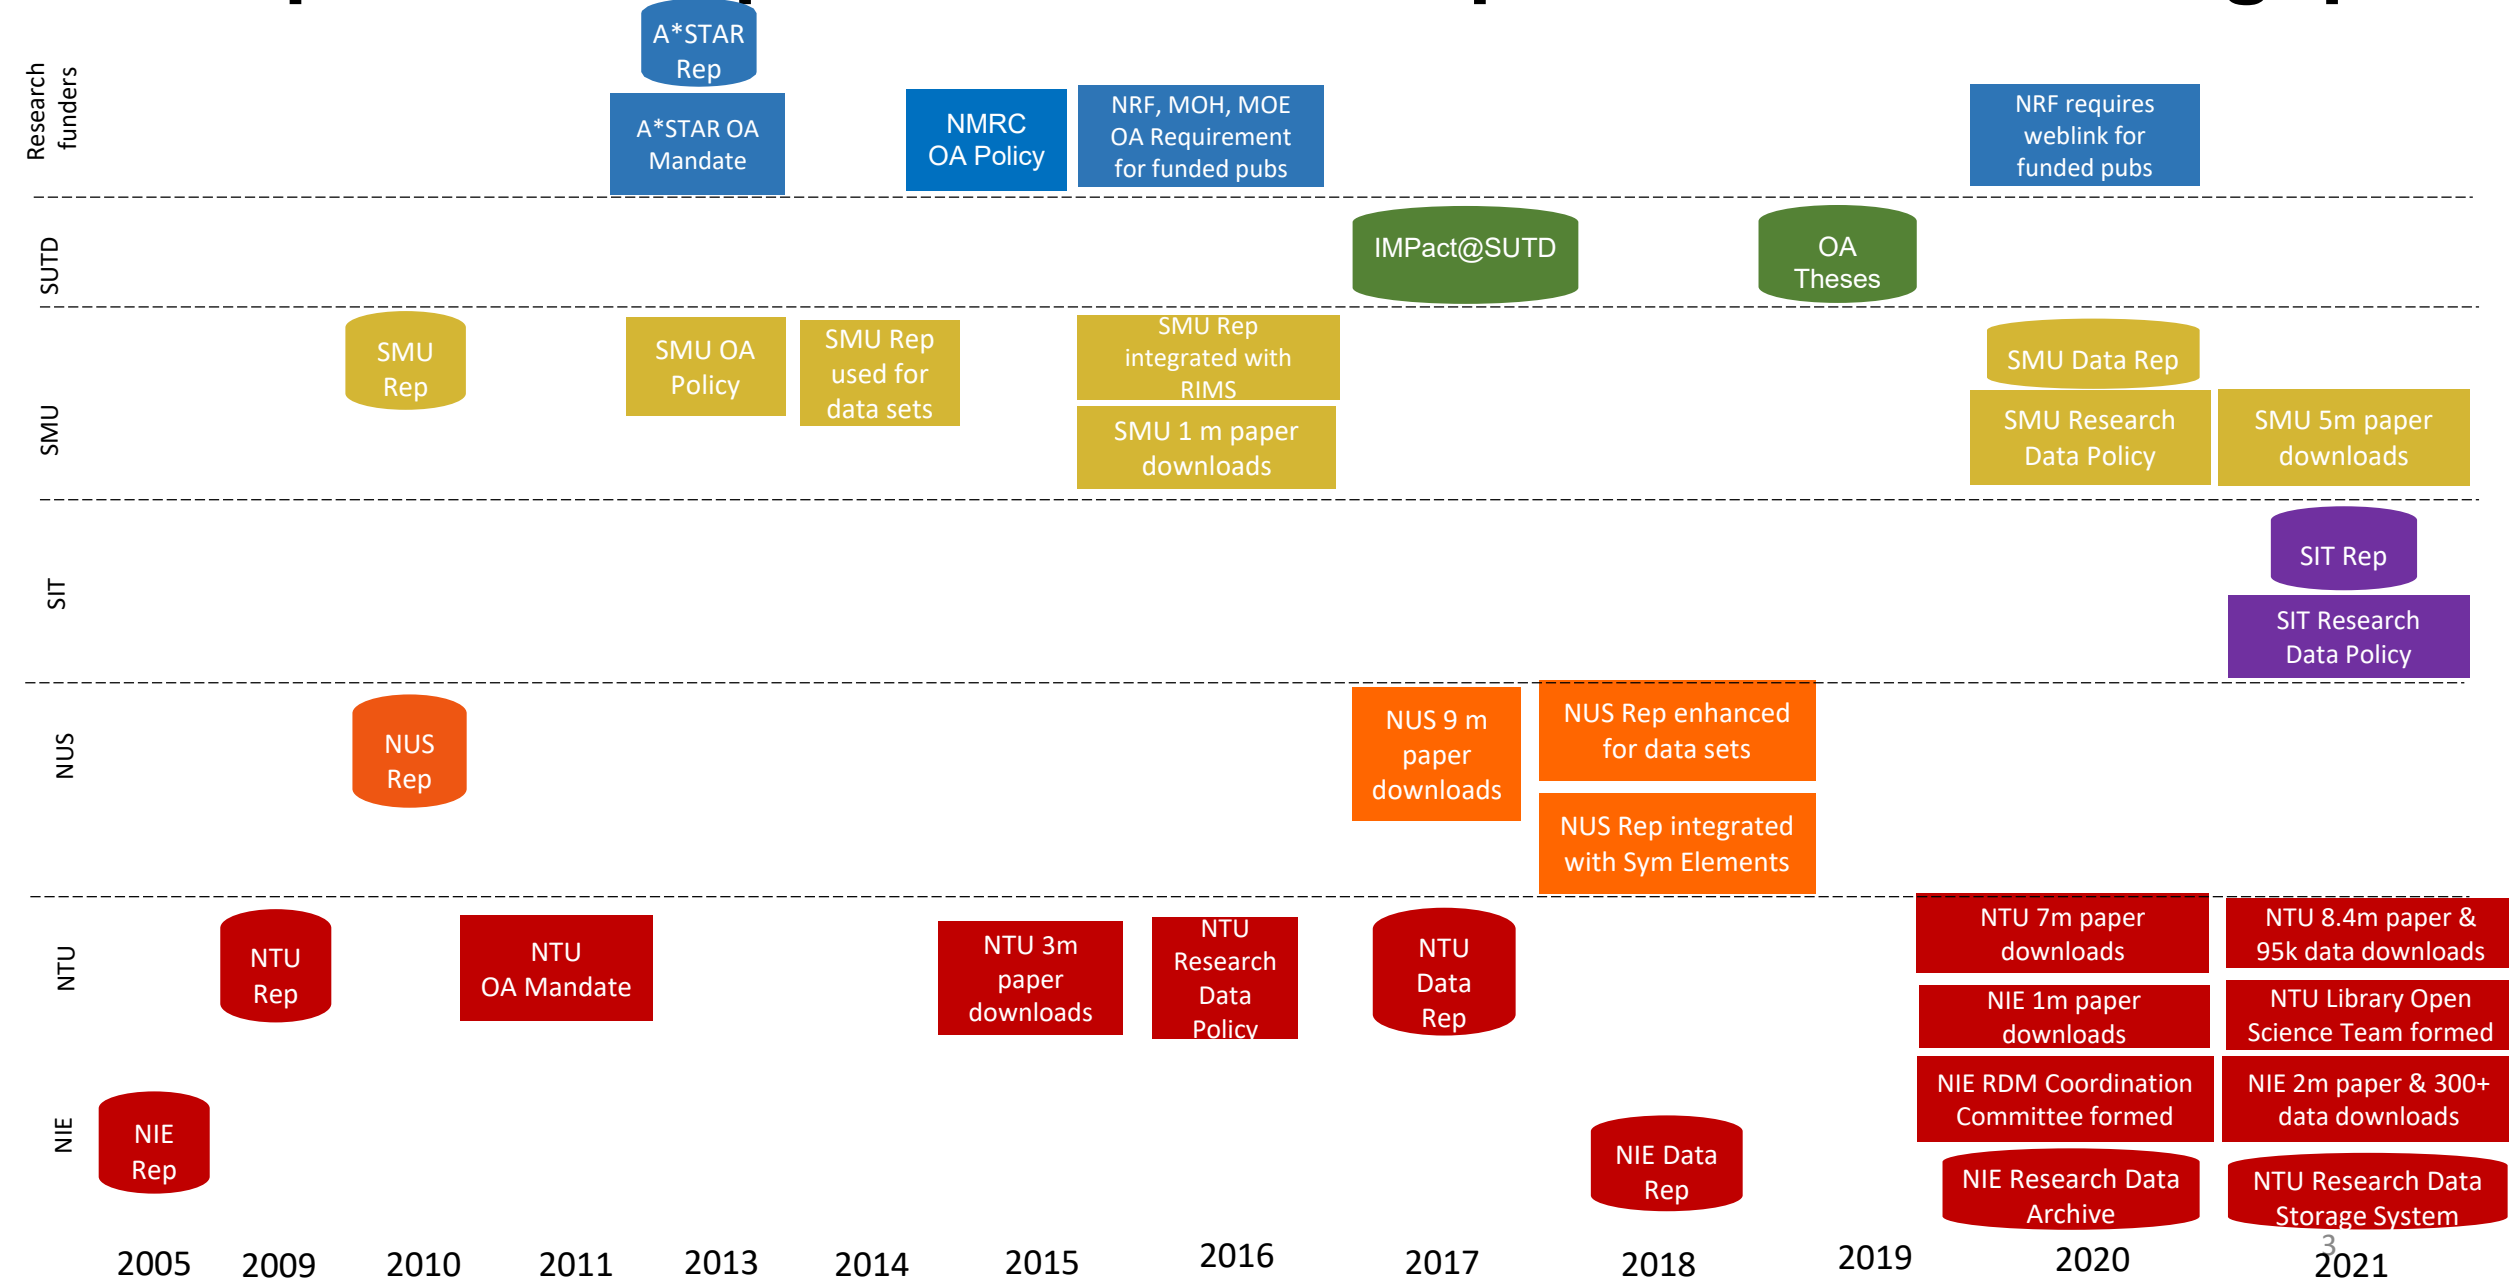 Research
funders
A*STAR
Rep
A*STAR OA
Mandate
NMRC
OA Policy
NRF, MOH, MOE
OA Requirement
for funded pubs
NRF requires
weblink for
funded pubs
SUTD
IMPact@SUTD
OA
Theses
SMU
SMU
Rep
SMU OA
Policy
SMU Rep
used for
data sets
SMU Rep
integrated with
RIMS
SMU 1 m paper
downloads
SMU Data Rep
SMU Research
Data Policy
SMU 5m paper
downloads
SIT
SIT Rep
SIT Research
Data Policy
NUS
NUS
Rep
NUS 9 m
paper
downloads
NUS Rep enhanced
for data sets
NUS Rep integrated
with Sym Elements
NTU
NTU
Rep
NTU
OA Mandate
NTU 3m
paper
downloads
NTU
Research
Data
Policy
NTU
Data
Rep
NTU 7m paper
downloads
NTU 8.4m paper &
95k data downloads
NIE 1m paper
downloads
NTU Library Open
Science Team formed
NIE
NIE
Rep
NIE Data
Rep
NIE RDM Coordination
Committee formed
NIE 2m paper & 300+
data downloads
NIE Research Data
Archive
NTU Research Data
Storage System
3
2005 2009 2010 2011 2013 2014 2015 2016 2017 2018 2019 2020 2021